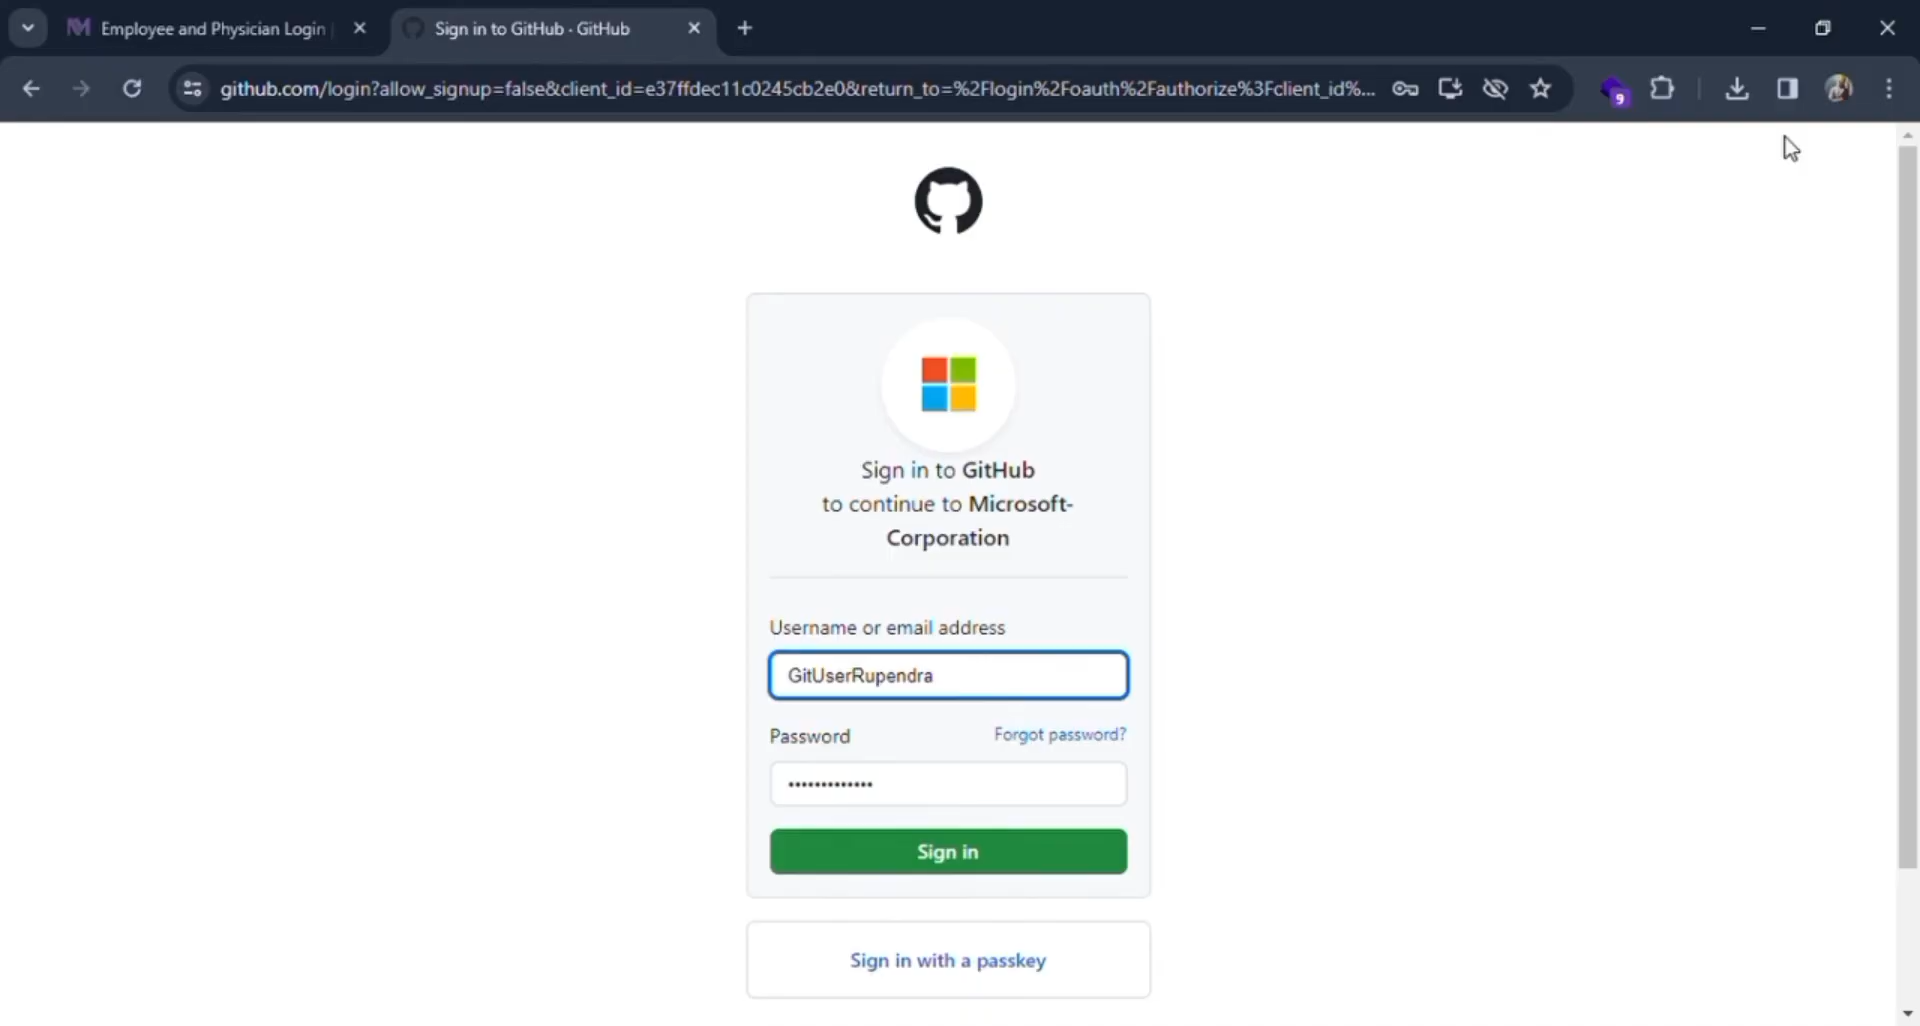 Employee and Physician Login
Sign in to GitHub · GitHub
github.com/login?allow_signup=false&client_id=e37ffdec11c0245cb2e0&return_to=%2Flogin%2Foauth%2Fauthorize%3Fclient_id%...
9
Sign in to GitHub
to continue to Microsoft-
Corporation
Username or email address
GitUserRupendra
Password
Forgot password?
•••••••••••••
Sign in
Sign in with a passkey